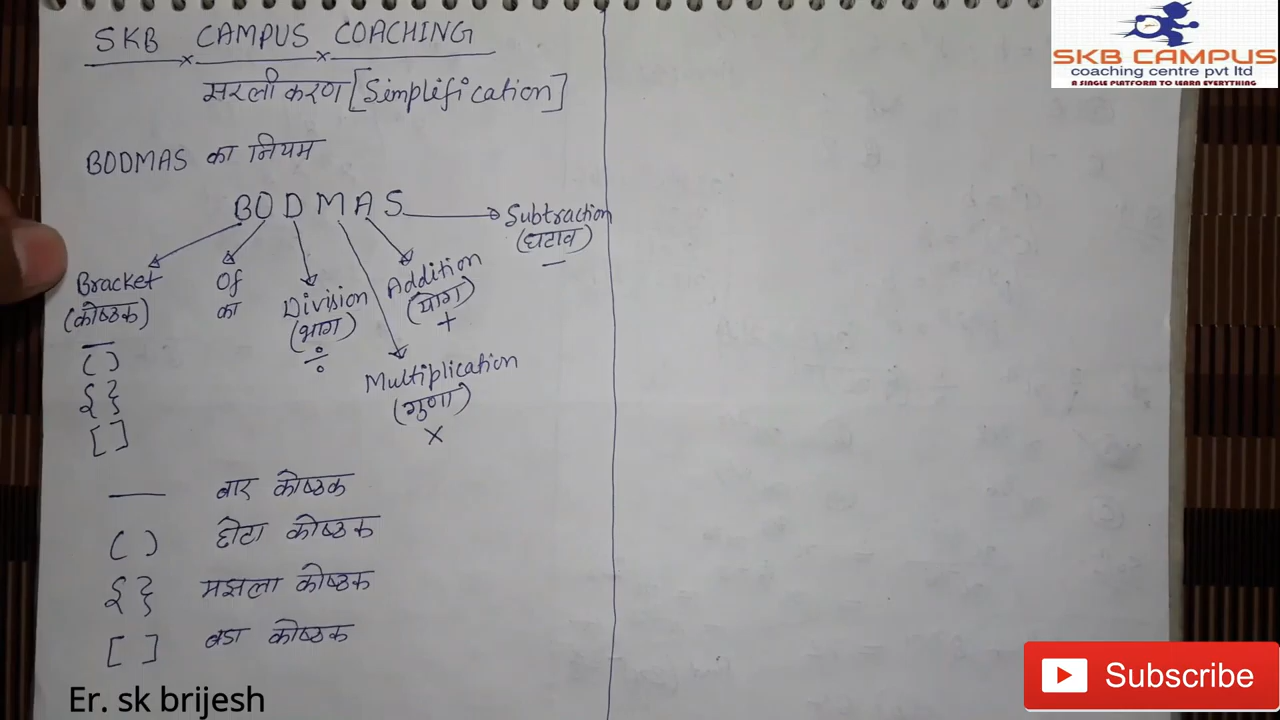 SKB CAMPUS COACHING
सरलीकरण [Simplification]
BODMAS का नियम
BODMAS
Subtraction
(घटाव)
−
Bracket
(कोष्ठक)
—
( )
{ }
[ ]
Of
का
Division
(भाग)
÷
Addition
(योग)
+
Multiplication
(गुणा)
×
— बार कोष्ठक
( ) छोटा कोष्ठक
{ } मझला कोष्ठक
[ ] बडा कोष्ठक
Er. sk brijesh
SKB CAMPUS
coaching centre pvt ltd
A SINGLE PLATFORM TO LEARN EVERYTHING
Subscribe